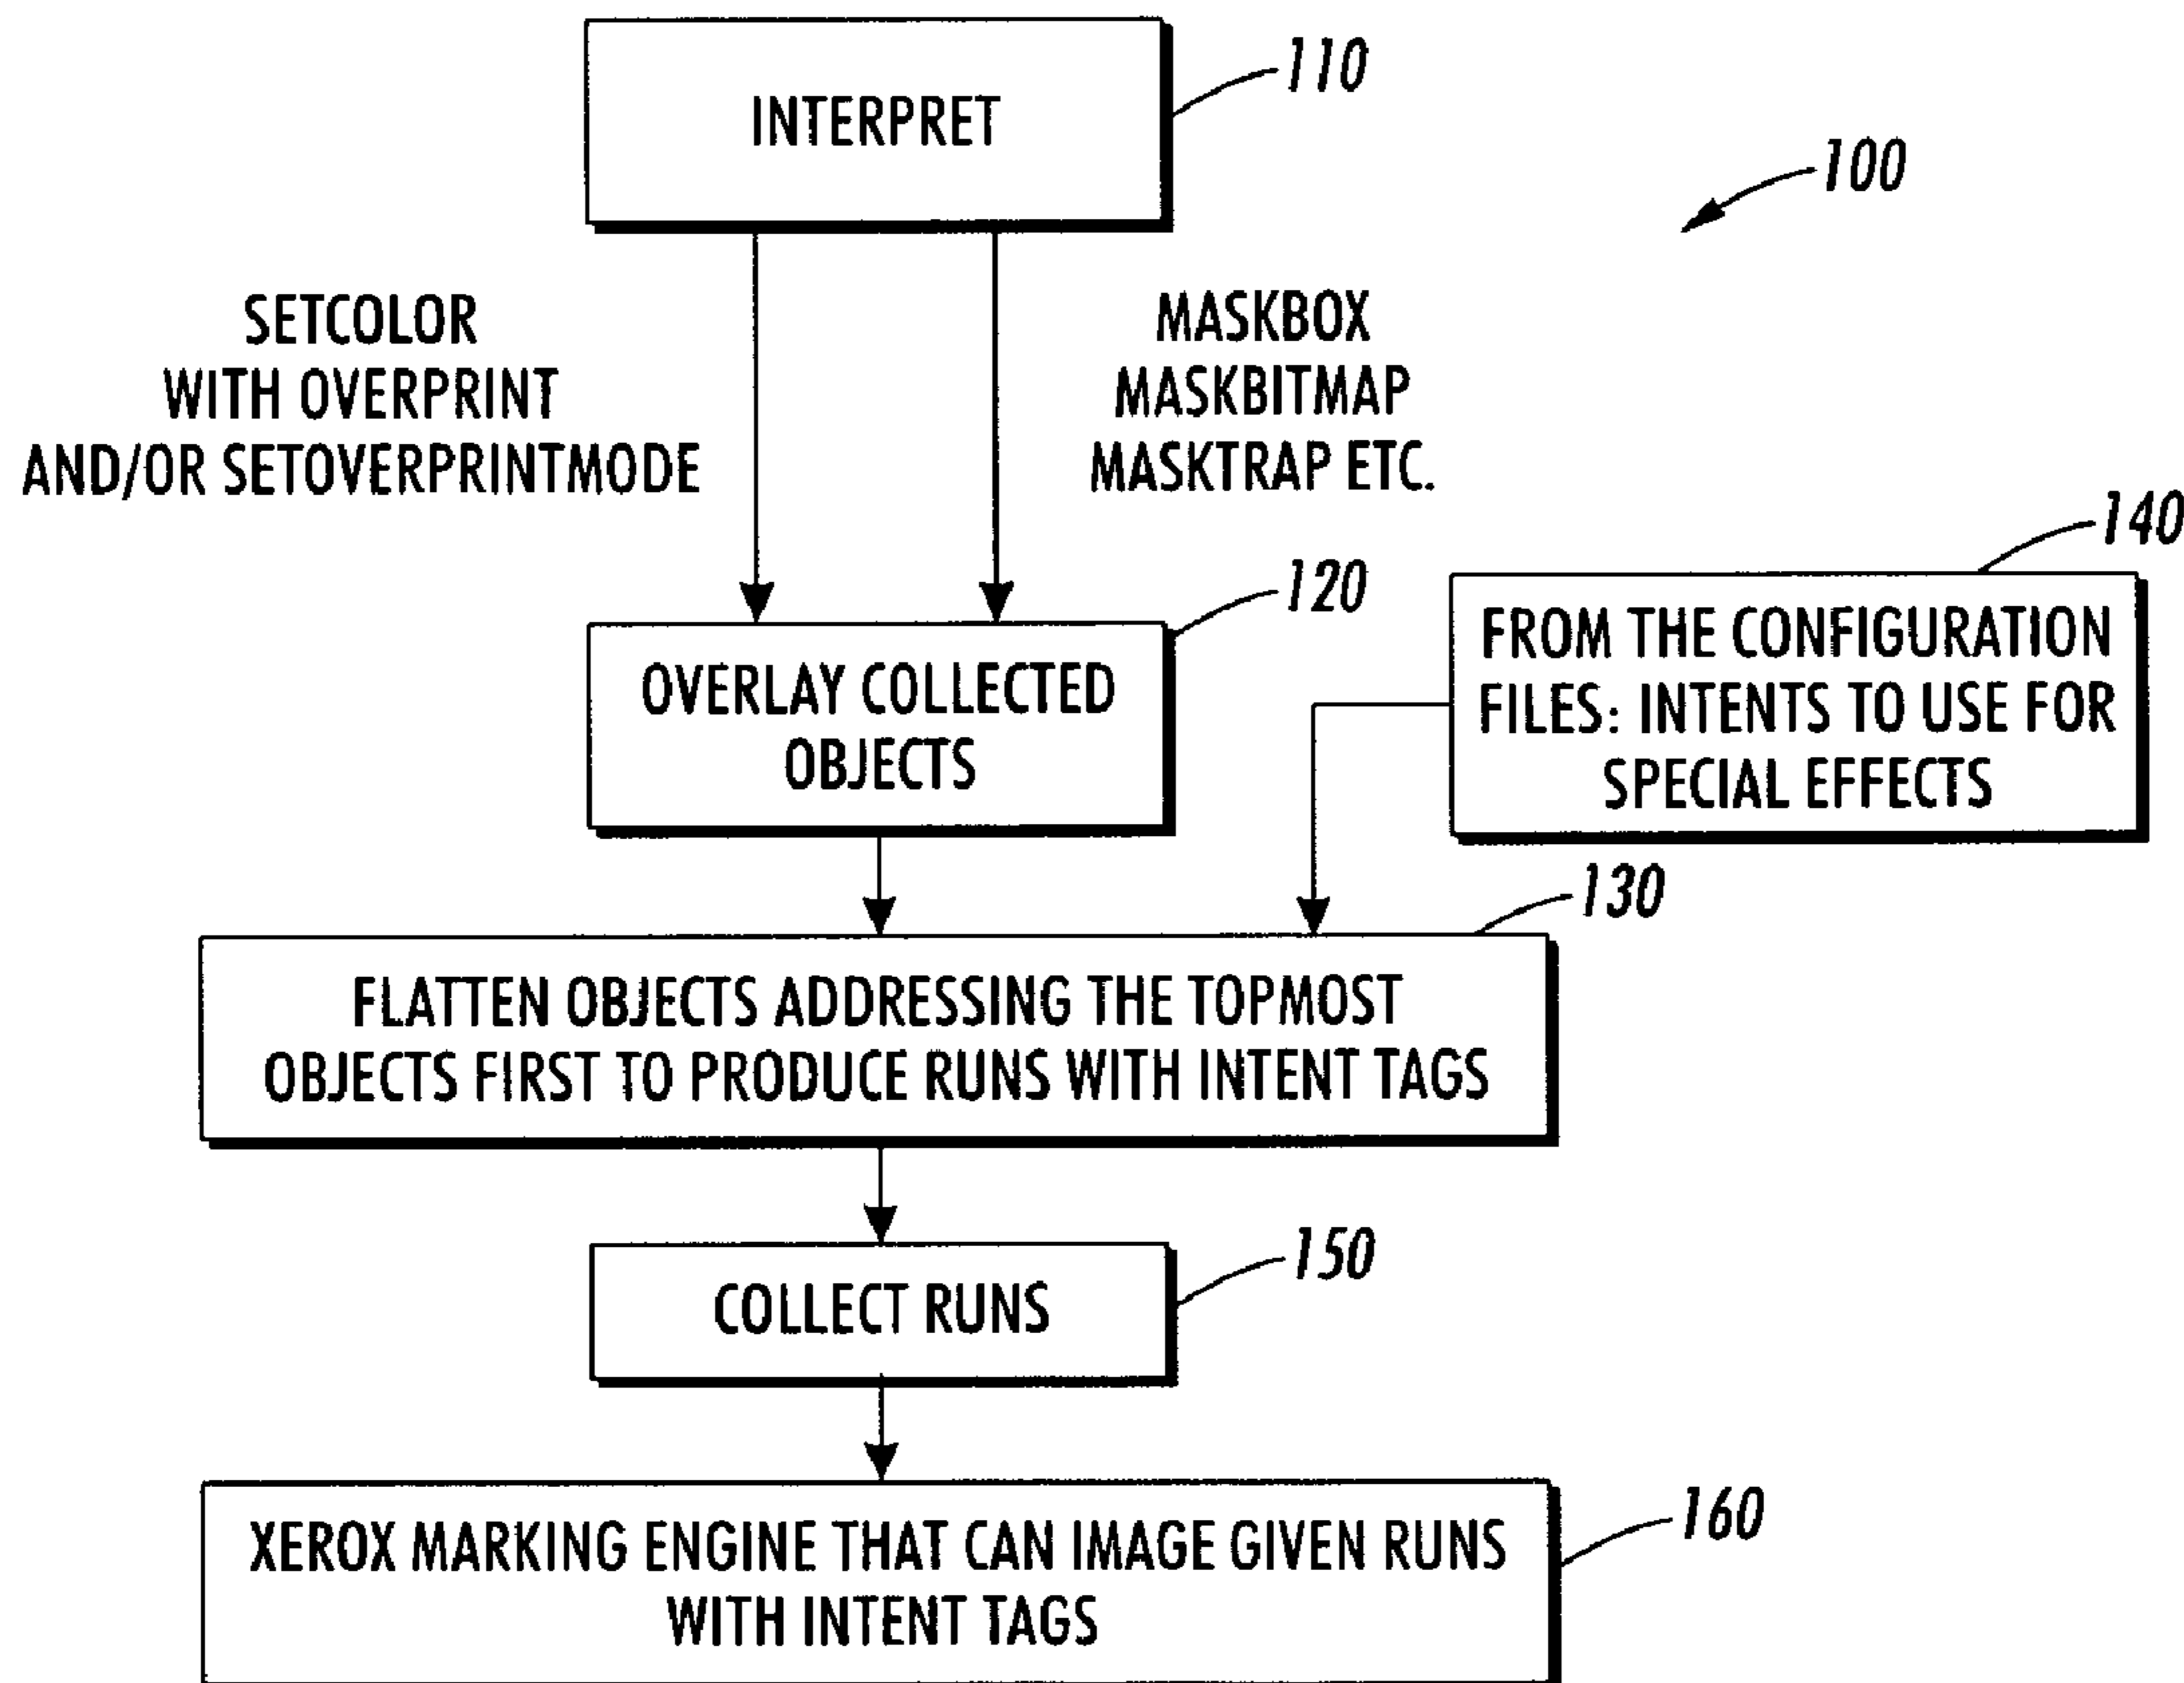 INTERPRET
110
100
SETCOLOR
WITH OVERPRINT
AND/OR SETOVERPRINTMODE
MASKBOX
MASKBITMAP
MASKTRAP ETC.
120
OVERLAY COLLECTED
OBJECTS
140
FROM THE CONFIGURATION
FILES: INTENTS TO USE FOR
SPECIAL EFFECTS
130
FLATTEN OBJECTS ADDRESSING THE TOPMOST
OBJECTS FIRST TO PRODUCE RUNS WITH INTENT TAGS
150
COLLECT RUNS
160
XEROX MARKING ENGINE THAT CAN IMAGE GIVEN RUNS
WITH INTENT TAGS